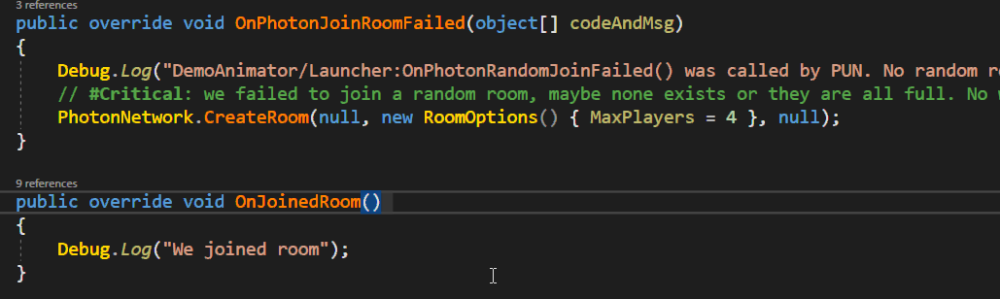 3 references
public override void OnPhotonJoinRoomFailed(object[] codeAndMsg)
{
Debug.Log("DemoAnimator/Launcher:OnPhotonRandomJoinFailed() was called by PUN. No random
// #Critical: we failed to join a random room, maybe none exists or they are all full. No
PhotonNetwork.CreateRoom(null, new RoomOptions() { MaxPlayers = 4 }, null);
}
9 references
public override void OnJoinedRoom()
{
Debug.Log("We joined room");
}